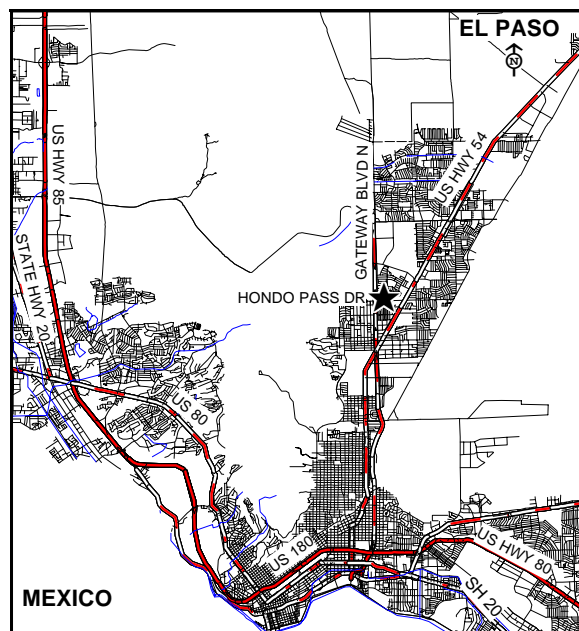 EL PASO
N
US HWY 85
GATEWAY BLVD N
US HWY 54
STATE HWY 20
HONDO PASS DR
US 80
US 180
US HWY 80
SH 20
MEXICO